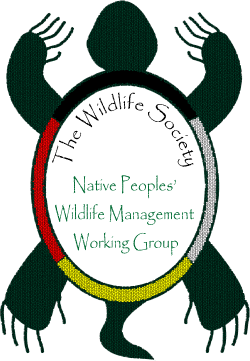 The Wildlife Society
Native Peoples'
Wildlife Management
Working Group